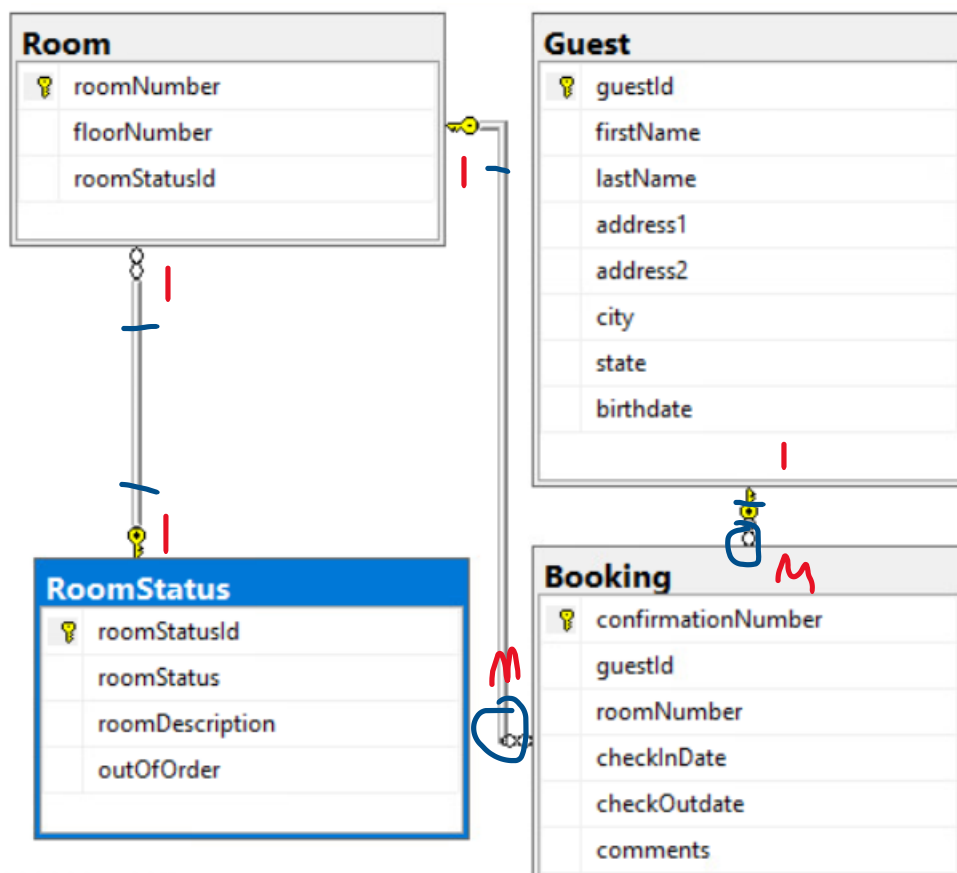 Room
roomNumber
floorNumber
roomStatusId
1
1
1
RoomStatus
roomStatusId
roomStatus
roomDescription
outOfOrder
M
Guest
guestId
firstName
lastName
address1
address2
city
state
birthdate
1
M
Booking
confirmationNumber
guestId
roomNumber
checkInDate
checkOutdate
comments